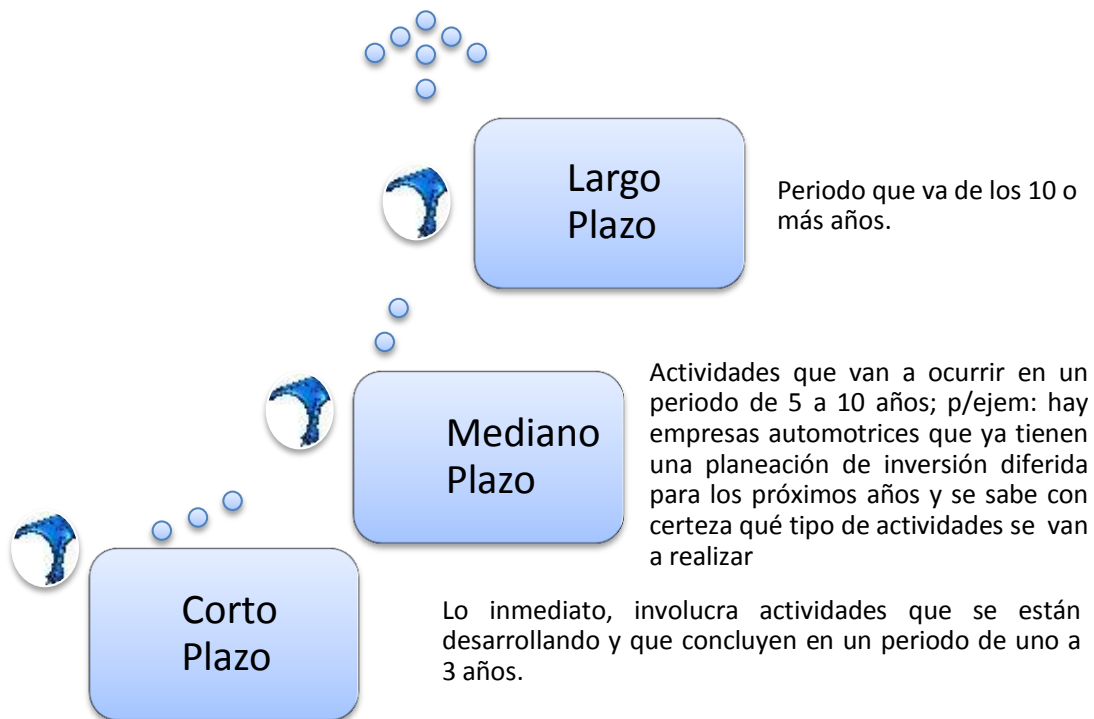 Largo
Plazo
Periodo que va de los 10 o
más años.
Mediano
Plazo
Actividades que van a ocurrir en un
periodo de 5 a 10 años; p/ejem: hay
empresas automotrices que ya tienen
una planeación de inversión diferida
para los próximos años y se sabe con
certeza qué tipo de actividades se van
a realizar
Corto
Plazo
Lo inmediato, involucra actividades que se están
desarrollando y que concluyen en un periodo de uno a
3 años.